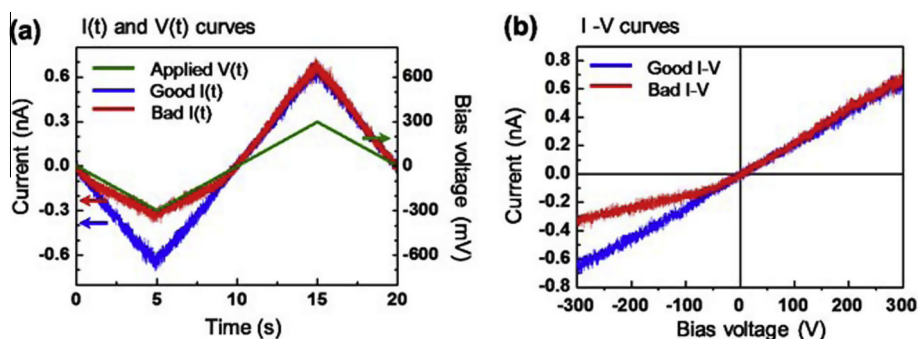 (a) I(t) and V(t) curves
Applied V(t)
Good I(t)
Bad I(t)
Current (nA)
0.6
0.3
0.0
-0.3
-0.6
600
300
0
-300
-600
Bias voltage (mV)
0 5 10 15 20
Time (s)
(b) I -V curves
Good I-V
Bad I-V
Current (nA)
0.8
0.6
0.4
0.2
0.0
-0.2
-0.4
-0.6
-0.8
-300 -200 -100 0 100 200 300
Bias voltage (V)